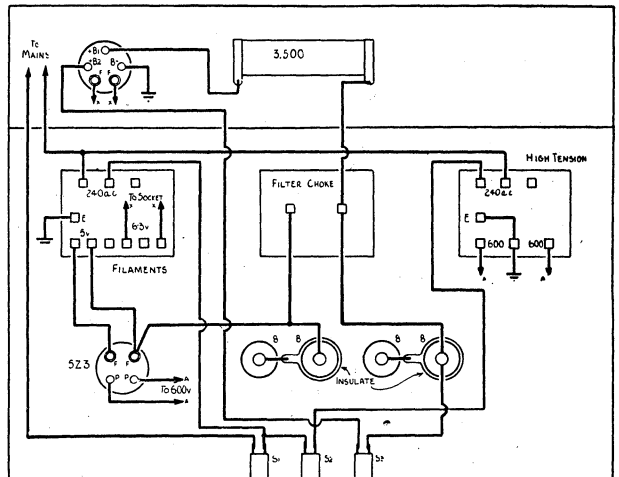 To
MAINS
+B1
+B2 B-
F F
x x
3,500
HIGH TENSION
240a.c
To SOCKET
x x
E
5v 6·3v
FILAMENTS
FILTER CHOKE
240a.c
E
600 600
A A
B B B B
5Z3
F F
P P
A
To 600v
A
INSULATE
S1 S2 S3